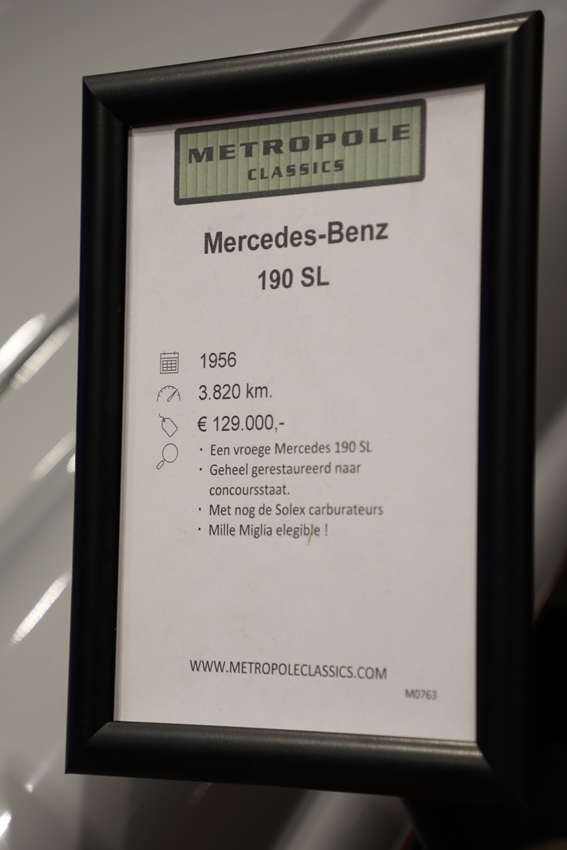 METROPOLE
CLASSICS
Mercedes-Benz
190 SL
1956
3.820 km.
€ 129.000,-
· Een vroege Mercedes 190 SL
· Geheel gerestaureerd naar
concoursstaat.
· Met nog de Solex carburateurs
· Mille Miglia elegible !
WWW.METROPOLECLASSICS.COM
M0763